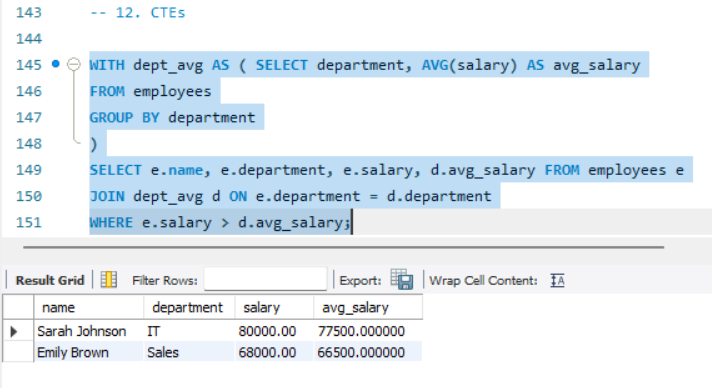 143 -- 12. CTEs
144
145 WITH dept_avg AS ( SELECT department, AVG(salary) AS avg_salary
146 FROM employees
147 GROUP BY department
148 )
149 SELECT e.name, e.department, e.salary, d.avg_salary FROM employees e
150 JOIN dept_avg d ON e.department = d.department
151 WHERE e.salary > d.avg_salary;
Result Grid Filter Rows: Export: Wrap Cell Content:
name department salary avg_salary
Sarah Johnson IT 80000.00 77500.000000
Emily Brown Sales 68000.00 66500.000000